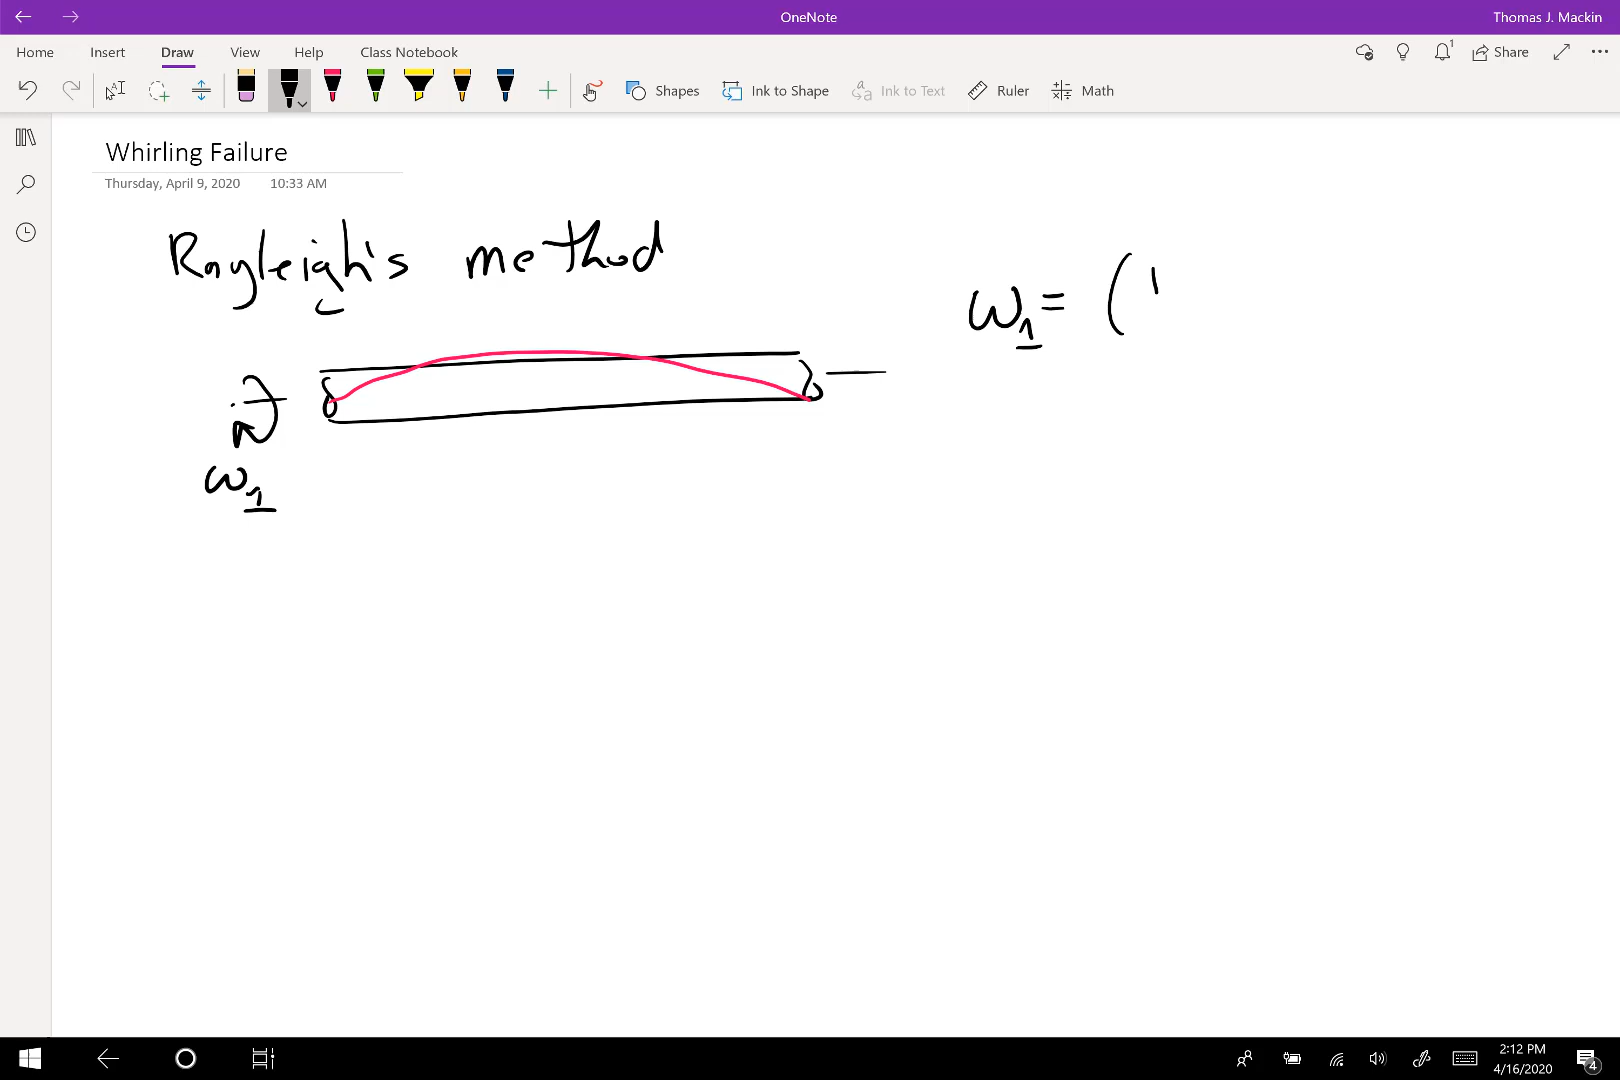 OneNote
Thomas J. Mackin
Home Insert Draw View Help Class Notebook
1 Share
Shapes Ink to Shape Ink to Text Ruler Math
Whirling Failure
Thursday, April 9, 2020 10:33 AM
Rayleigh's method
ω1 = (
ω1
2:12 PM
4/16/2020
4